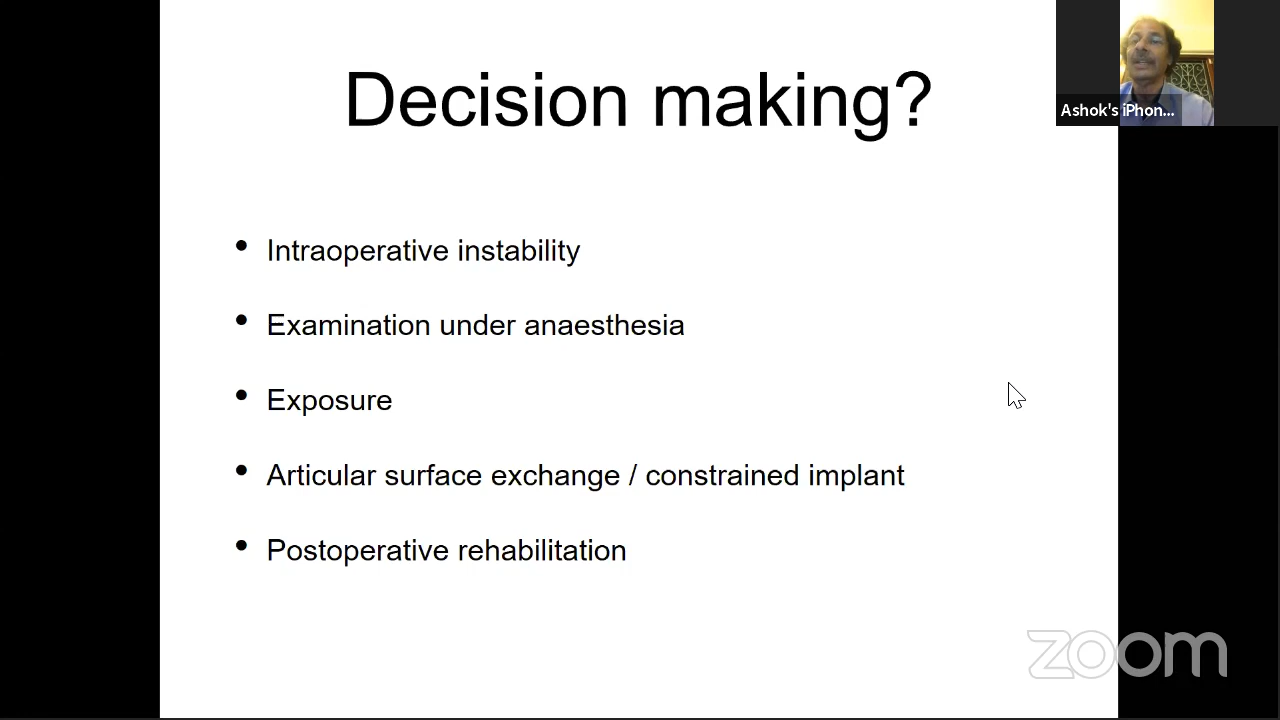 Decision making?
Ashok's iPhon...
• Intraoperative instability
• Examination under anaesthesia
• Exposure
• Articular surface exchange / constrained implant
• Postoperative rehabilitation
zoom